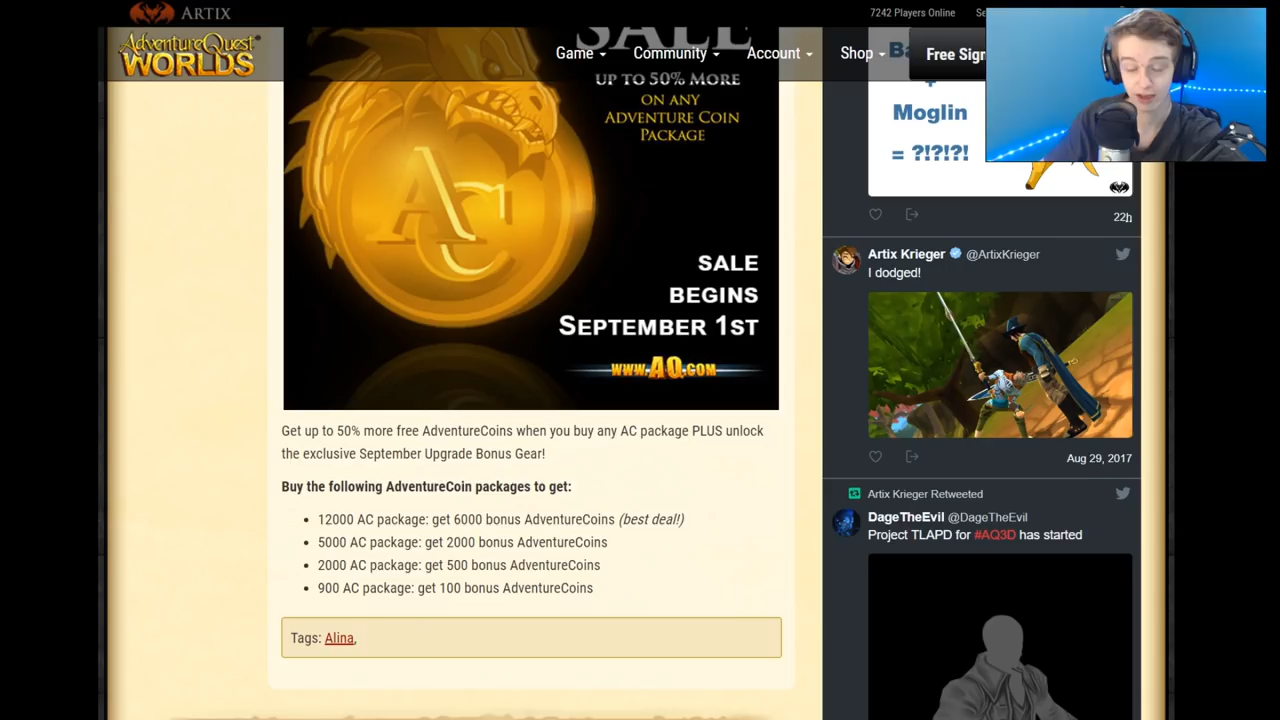 ARTIX
7242 Players Online
AdventureQuest
WORLDS
Game
Community
Account
Shop
Free Sign
SALE
UP TO 50% MORE
ON ANY
ADVENTURE COIN
PACKAGE
AC
SALE
BEGINS
SEPTEMBER 1ST
WWW.AQ.COM
Get up to 50% more free AdventureCoins when you buy any AC package PLUS unlock
the exclusive September Upgrade Bonus Gear!
Buy the following AdventureCoin packages to get:
• 12000 AC package: get 6000 bonus AdventureCoins (best deal!)
• 5000 AC package: get 2000 bonus AdventureCoins
• 2000 AC package: get 500 bonus AdventureCoins
• 900 AC package: get 100 bonus AdventureCoins
Tags: Alina,
+
Moglin
= ?!?!?!
22h
Artix Krieger @ArtixKrieger
I dodged!
Aug 29, 2017
Artix Krieger Retweeted
DageTheEvil @DageTheEvil
Project TLAPD for #AQ3D has started